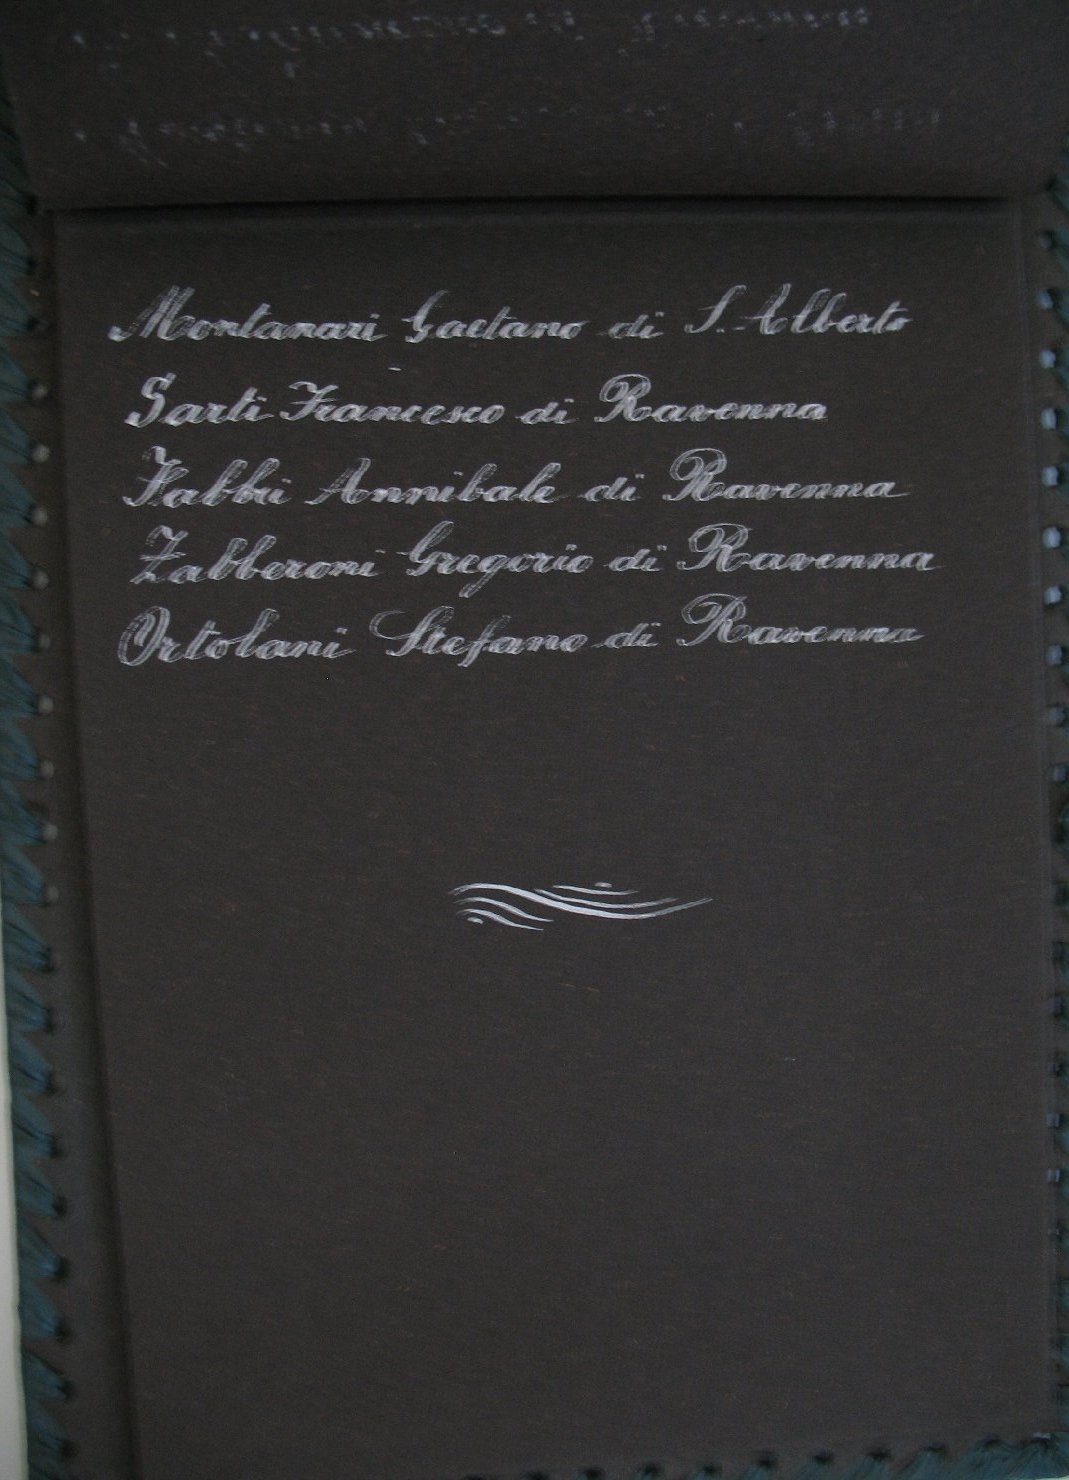 Montanari Gaetano di S. Alberto
Sarti Francesco di Ravenna
Fabbri Annibale di Ravenna
Zabberoni Gregorio di Ravenna
Ortolani Stefano di Ravenna